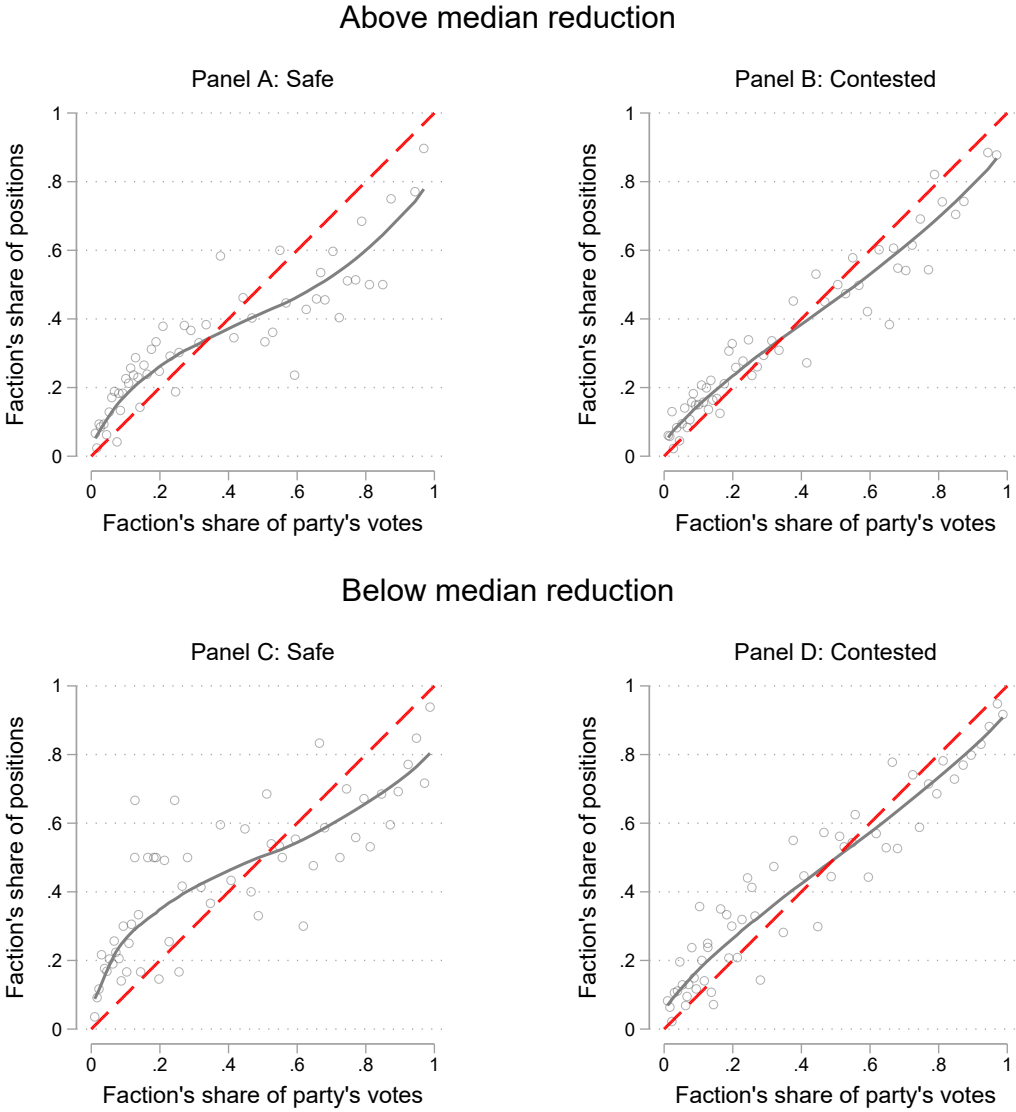 Above median reduction
Panel A: Safe
Faction's share of positions
1
.8
.6
.4
.2
0
0 .2 .4 .6 .8 1
Faction's share of party's votes
Panel B: Contested
Faction's share of positions
1
.8
.6
.4
.2
0
0 .2 .4 .6 .8 1
Faction's share of party's votes
Below median reduction
Panel C: Safe
Faction's share of positions
1
.8
.6
.4
.2
0
0 .2 .4 .6 .8 1
Faction's share of party's votes
Panel D: Contested
Faction's share of positions
1
.8
.6
.4
.2
0
0 .2 .4 .6 .8 1
Faction's share of party's votes